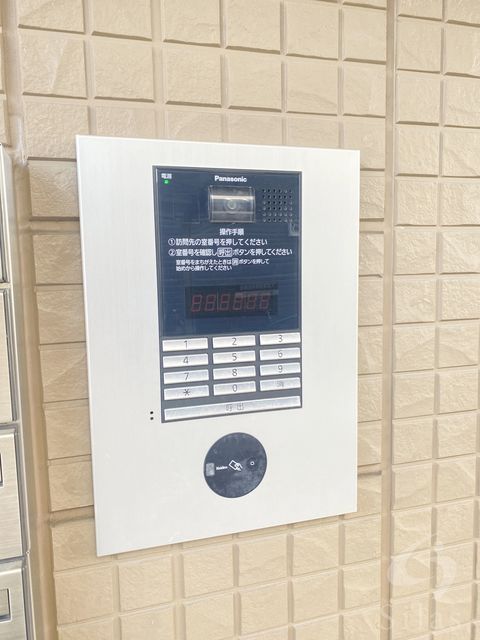 電源
Panasonic
操作手順
①訪問先の室番号を押してください
②室番号を確認し呼出ボタンを押してください
室番号をまちがえたときは消ボタンを押して
始めから操作してください
1 2 3
4 5 6
7 8 9
＊ 0 消
呼出
Silas